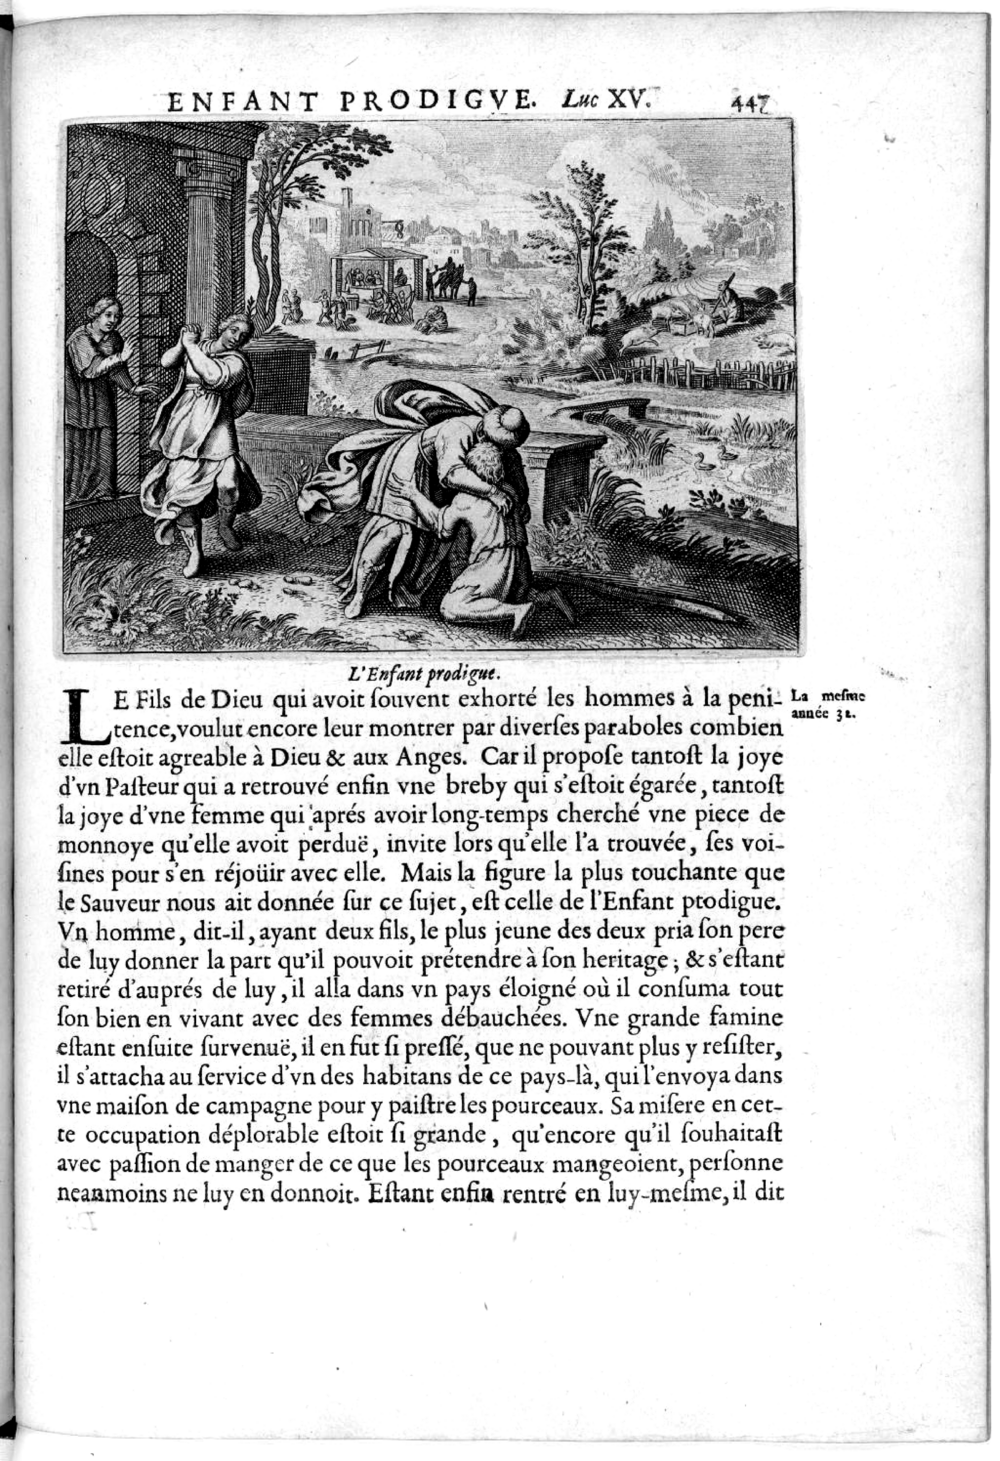 ENFANT PRODIGVE. Luc XV. 447
L'Enfant prodigue.
LE Fils de Dieu qui avoit ſouvent exhorté les hommes à la peni-
La meſme
année 32.
tence, voulut encore leur montrer par diverſes paraboles combien
elle eſtoit agreable à Dieu & aux Anges. Car il propoſe tantoſt la joye
d'vn Paſteur qui a retrouvé enfin vne breby qui s'eſtoit égarée, tantoſt
la joye d'vne femme qui aprés avoir long-temps cherché vne piece de
monnoye qu'elle avoit perduë, invite lors qu'elle l'a trouvée, ſes voi-
ſines pour s'en réjoüir avec elle. Mais la figure la plus touchante que
le Sauveur nous ait donnée ſur ce ſujet, eſt celle de l'Enfant prodigue.
Vn homme, dit-il, ayant deux fils, le plus jeune des deux pria ſon pere
de luy donner la part qu'il pouvoit prétendre à ſon heritage; & s'eſtant
retiré d'auprés de luy, il alla dans vn pays éloigné où il conſuma tout
ſon bien en vivant avec des femmes débauchées. Vne grande famine
eſtant enſuite ſurvenuë, il en fut ſi preſſé, que ne pouvant plus y reſiſter,
il s'attacha au ſervice d'vn des habitans de ce pays-là, qui l'envoya dans
vne maiſon de campagne pour y paiſtre les pourceaux. Sa miſere en cet-
te occupation déplorable eſtoit ſi grande, qu'encore qu'il ſouhaitaſt
avec paſſion de manger de ce que les pourceaux mangeoient, perſonne
neanmoins ne luy en donnoit. Eſtant enfin rentré en luy-meſme, il dit